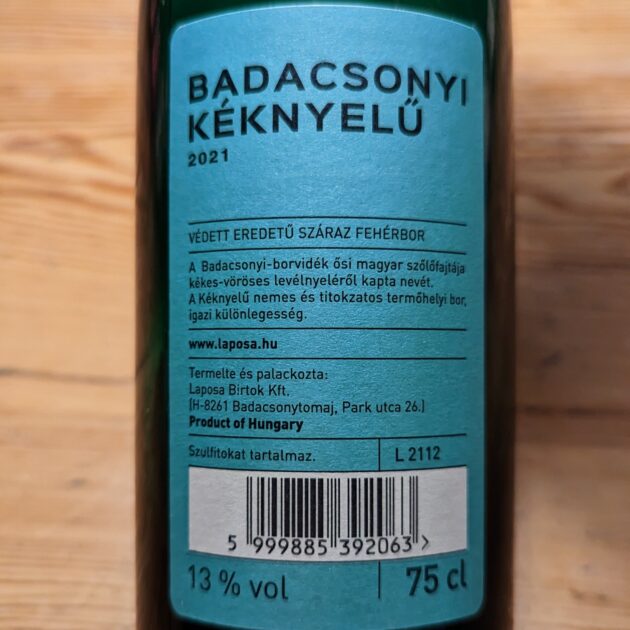 BADACSONYI
KÉKNYELŰ
2021
VÉDETT EREDETŰ SZÁRAZ FEHÉRBOR
A Badacsonyi-borvidék ősi magyar szőlőfajtája
kékes-vöröses levélnyeléről kapta nevét.
A Kéknyelű nemes és titokzatos termőhelyi bor,
igazi különlegesség.
www.laposa.hu
Termelte és palackozta:
Laposa Birtok Kft.
(H-8261 Badacsonytomaj, Park utca 26.)
Product of Hungary
Szulfitokat tartalmaz. L 2112
5 999885 392063 >
13 % vol 75 cl